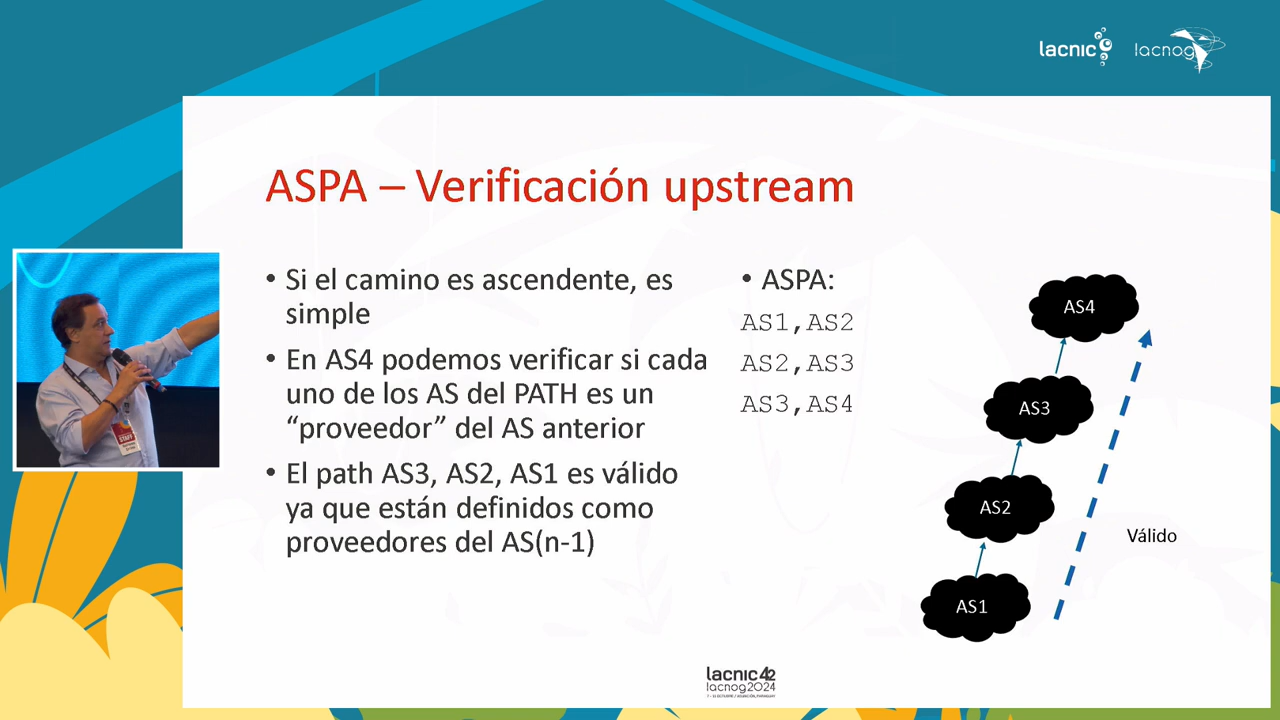 lacnic
lacnog
ASPA – Verificación upstream
• Si el camino es ascendente, es
simple
• En AS4 podemos verificar si cada
uno de los AS del PATH es un
“proveedor” del AS anterior
• El path AS3, AS2, AS1 es válido
ya que están definidos como
proveedores del AS(n-1)
• ASPA:
AS1,AS2
AS2,AS3
AS3,AS4
AS4
AS3
AS2
AS1
Válido
STAFF
lacnic42
lacnog2024